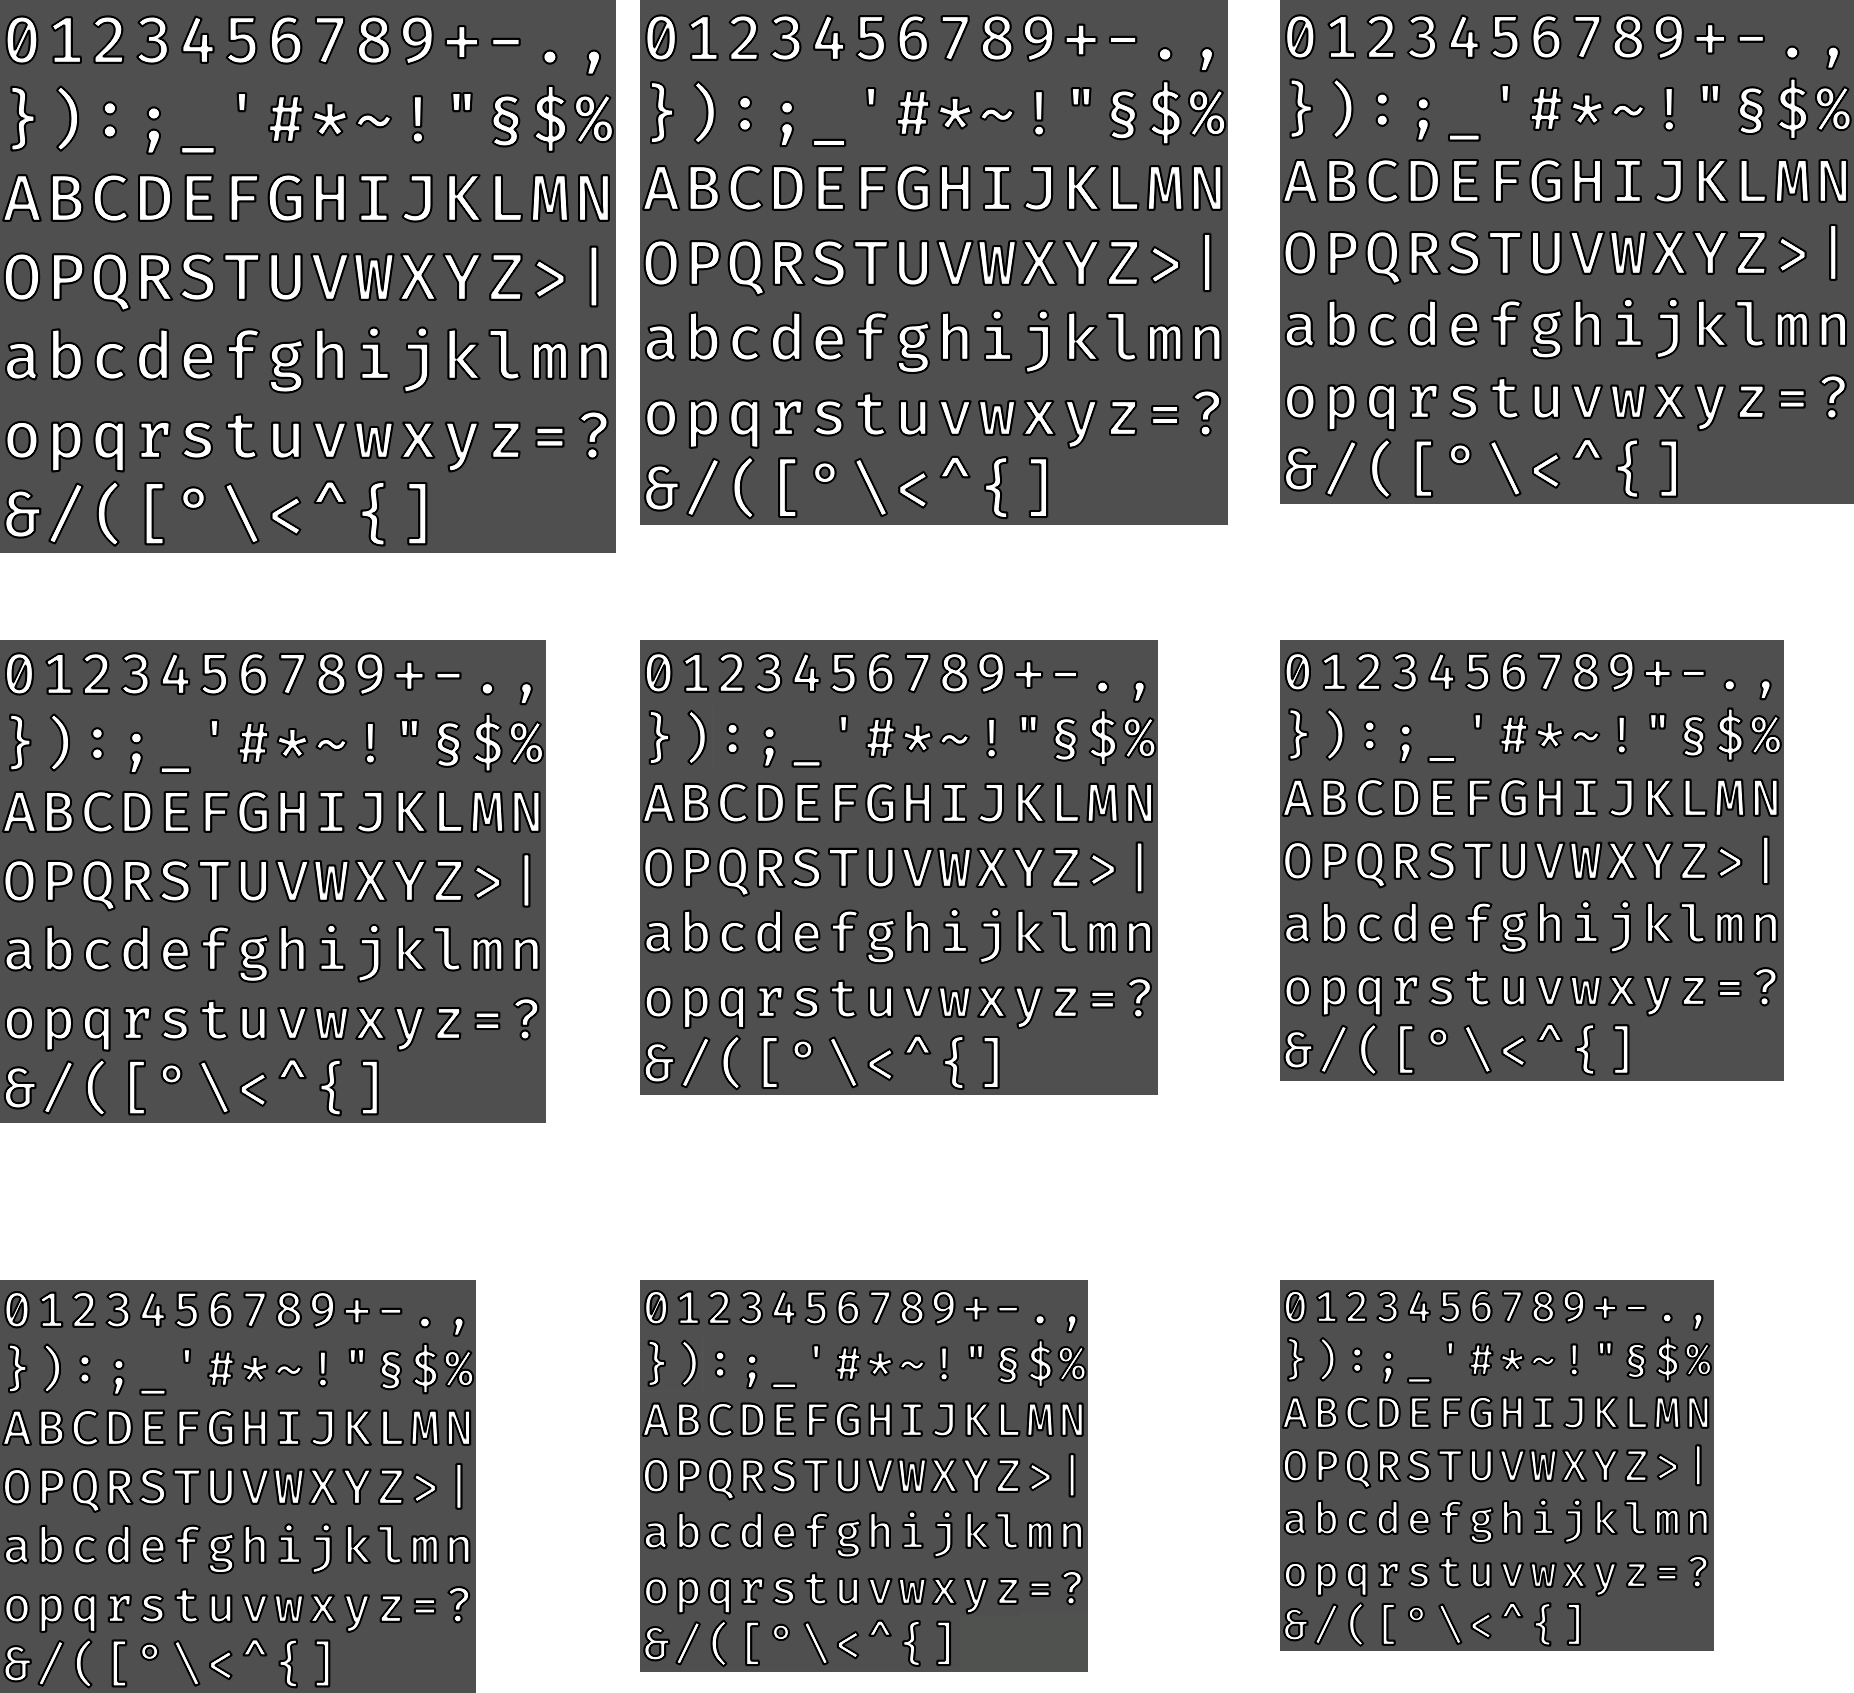 0123456789+-.,
}):;_'#*~!"§$%
ABCDEFGHIJKLMN
OPQRSTUVWXYZ>|
abcdefghijklmn
opqrstuvwxyz=?
&/([°\<^{]
0123456789+-.,
}):;_'#*~!"§$%
ABCDEFGHIJKLMN
OPQRSTUVWXYZ>|
abcdefghijklmn
opqrstuvwxyz=?
&/([°\<^{]
0123456789+-.,
}):;_'#*~!"§$%
ABCDEFGHIJKLMN
OPQRSTUVWXYZ>|
abcdefghijklmn
opqrstuvwxyz=?
&/([°\<^{]
0123456789+-.,
}):;_'#*~!"§$%
ABCDEFGHIJKLMN
OPQRSTUVWXYZ>|
abcdefghijklmn
opqrstuvwxyz=?
&/([°\<^{]
0123456789+-.,
}):;_'#*~!"§$%
ABCDEFGHIJKLMN
OPQRSTUVWXYZ>|
abcdefghijklmn
opqrstuvwxyz=?
&/([°\<^{]
0123456789+-.,
}):;_'#*~!"§$%
ABCDEFGHIJKLMN
OPQRSTUVWXYZ>|
abcdefghijklmn
opqrstuvwxyz=?
&/([°\<^{]
0123456789+-.,
}):;_'#*~!"§$%
ABCDEFGHIJKLMN
OPQRSTUVWXYZ>|
abcdefghijklmn
opqrstuvwxyz=?
&/([°\<^{]
0123456789+-.,
}):;_'#*~!"§$%
ABCDEFGHIJKLMN
OPQRSTUVWXYZ>|
abcdefghijklmn
opqrstuvwxyz=?
&/([°\<^{]
0123456789+-.,
}):;_'#*~!"§$%
ABCDEFGHIJKLMN
OPQRSTUVWXYZ>|
abcdefghijklmn
opqrstuvwxyz=?
&/([°\<^{]